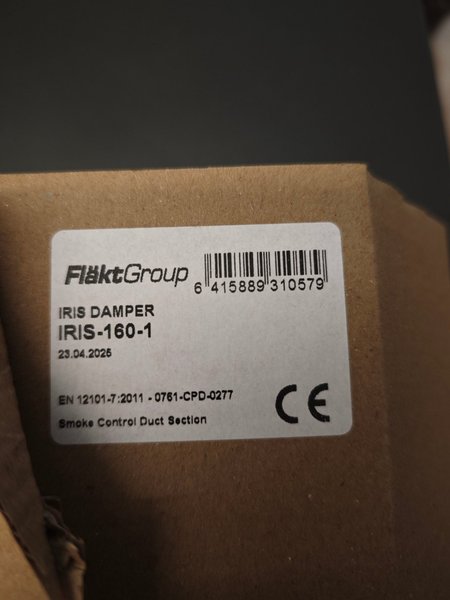 FläktGroup
6 415889 310579
IRIS DAMPER
IRIS-160-1
23.04.2025
EN 12101-7:2011 - 0761-CPD-0277
CE
Smoke Control Duct Section